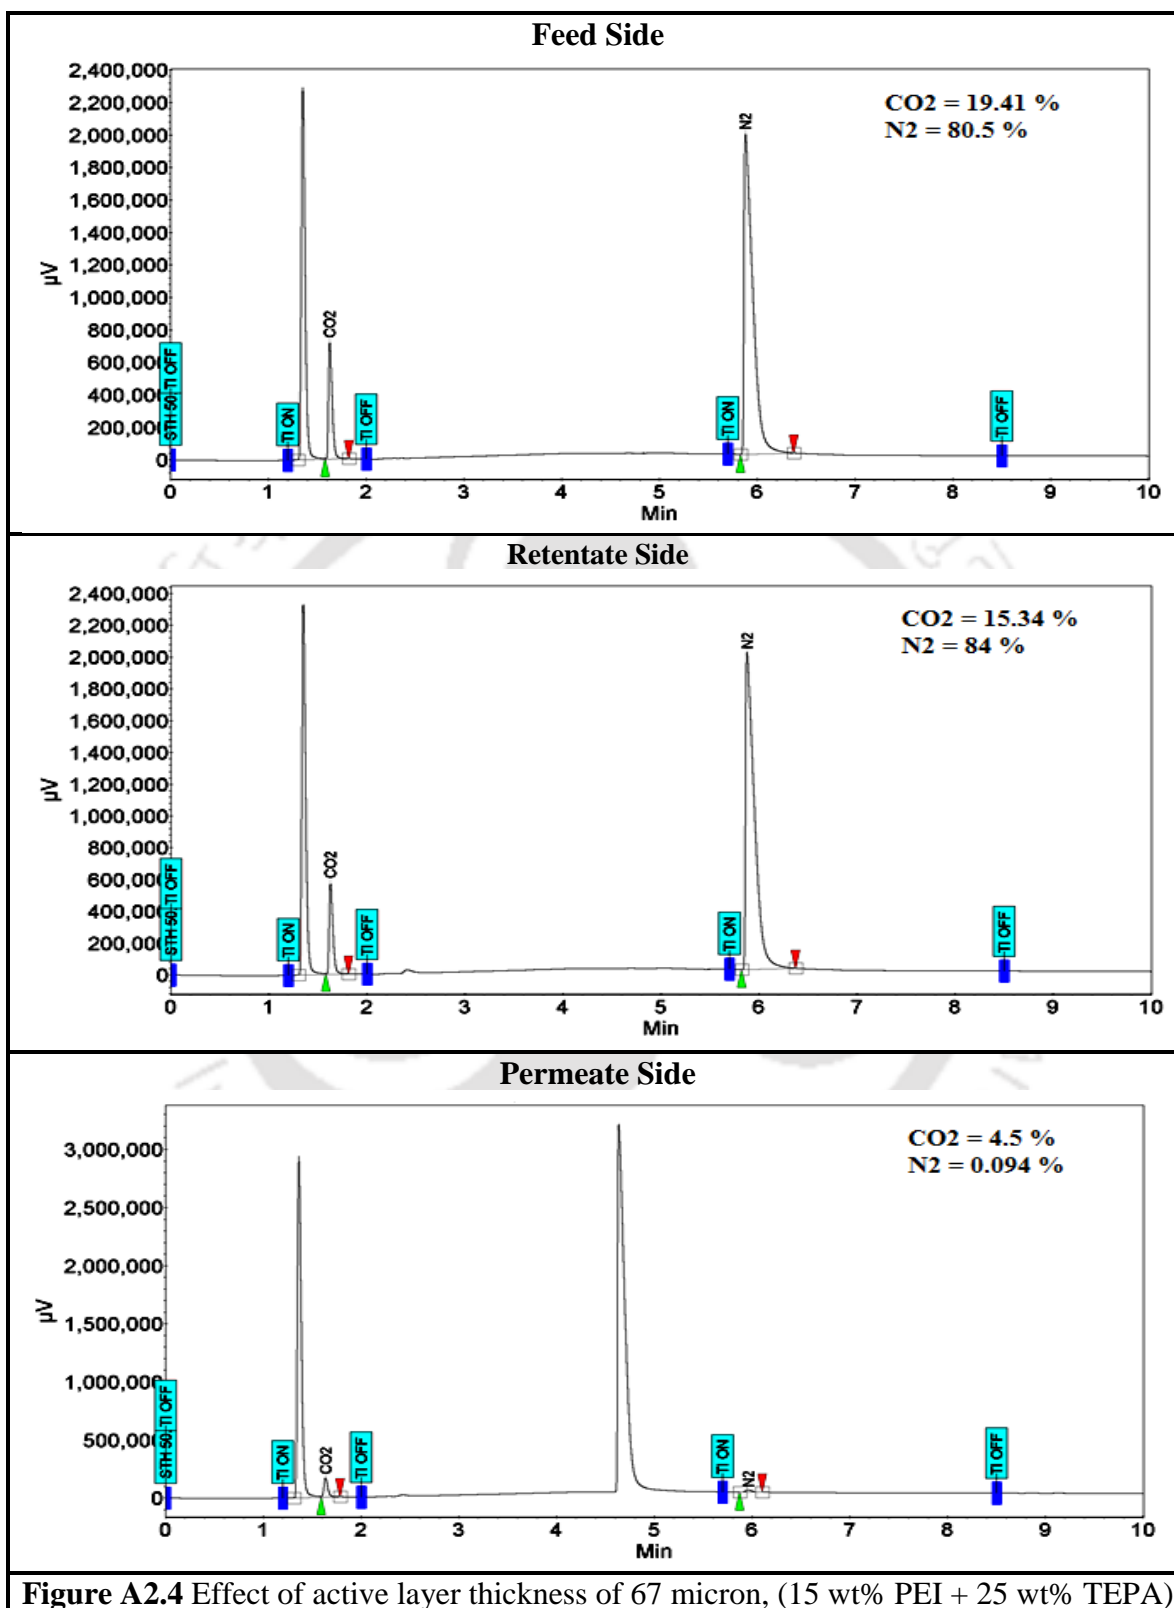 Feed Side
CO2 = 19.41 %
N2 = 80.5 %
2,400,000
2,200,000
2,000,000
1,800,000
1,600,000
1,400,000
1,200,000
1,000,000
800,000
600,000
400,000
200,000
0
µV
STH 50,-TI OFF
-TI ON
CO2
-TI OFF
-TI ON
N2
-TI OFF
0 1 2 3 4 5 6 7 8 9 10
Min
Retentate Side
CO2 = 15.34 %
N2 = 84 %
2,400,000
2,200,000
2,000,000
1,800,000
1,600,000
1,400,000
1,200,000
1,000,000
800,000
600,000
400,000
200,000
0
µV
STH 50,-TI OFF
-TI ON
CO2
-TI OFF
-TI ON
N2
-TI OFF
0 1 2 3 4 5 6 7 8 9 10
Min
Permeate Side
CO2 = 4.5 %
N2 = 0.094 %
3,000,000
2,500,000
2,000,000
1,500,000
1,000,000
500,000
0
µV
STH 50,-TI OFF
-TI ON
CO2
-TI OFF
-TI ON
N2
-TI OFF
0 1 2 3 4 5 6 7 8 9 10
Min
Figure A2.4 Effect of active layer thickness of 67 micron, (15 wt% PEI + 25 wt% TEPA)